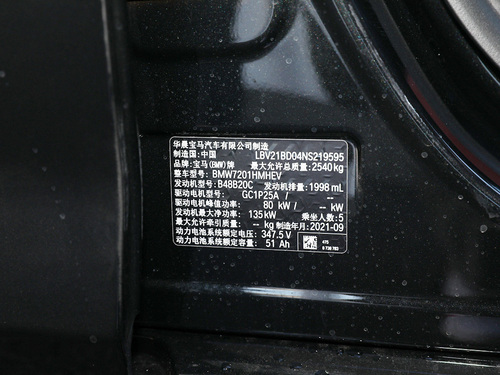 华晨宝马汽车有限公司制造
制造国:中国 LBV21BD04NS219595
品牌:宝马(BMW)牌 最大允许总质量:2540kg
整车型号:BMW7201HMHEV
发动机型号:B48B20C 发动机排量:1998 mL
驱动电机型号: GC1P25A / --
驱动电机峰值功率: 80 kW / -- kW
发动机最大净功率: 135kW 乘坐人数:5
最大允许牵引质量: -- kg 制造年月:2021-09
动力电池系统额定电压: 347.5 V
动力电池系统额定容量: 51 Ah